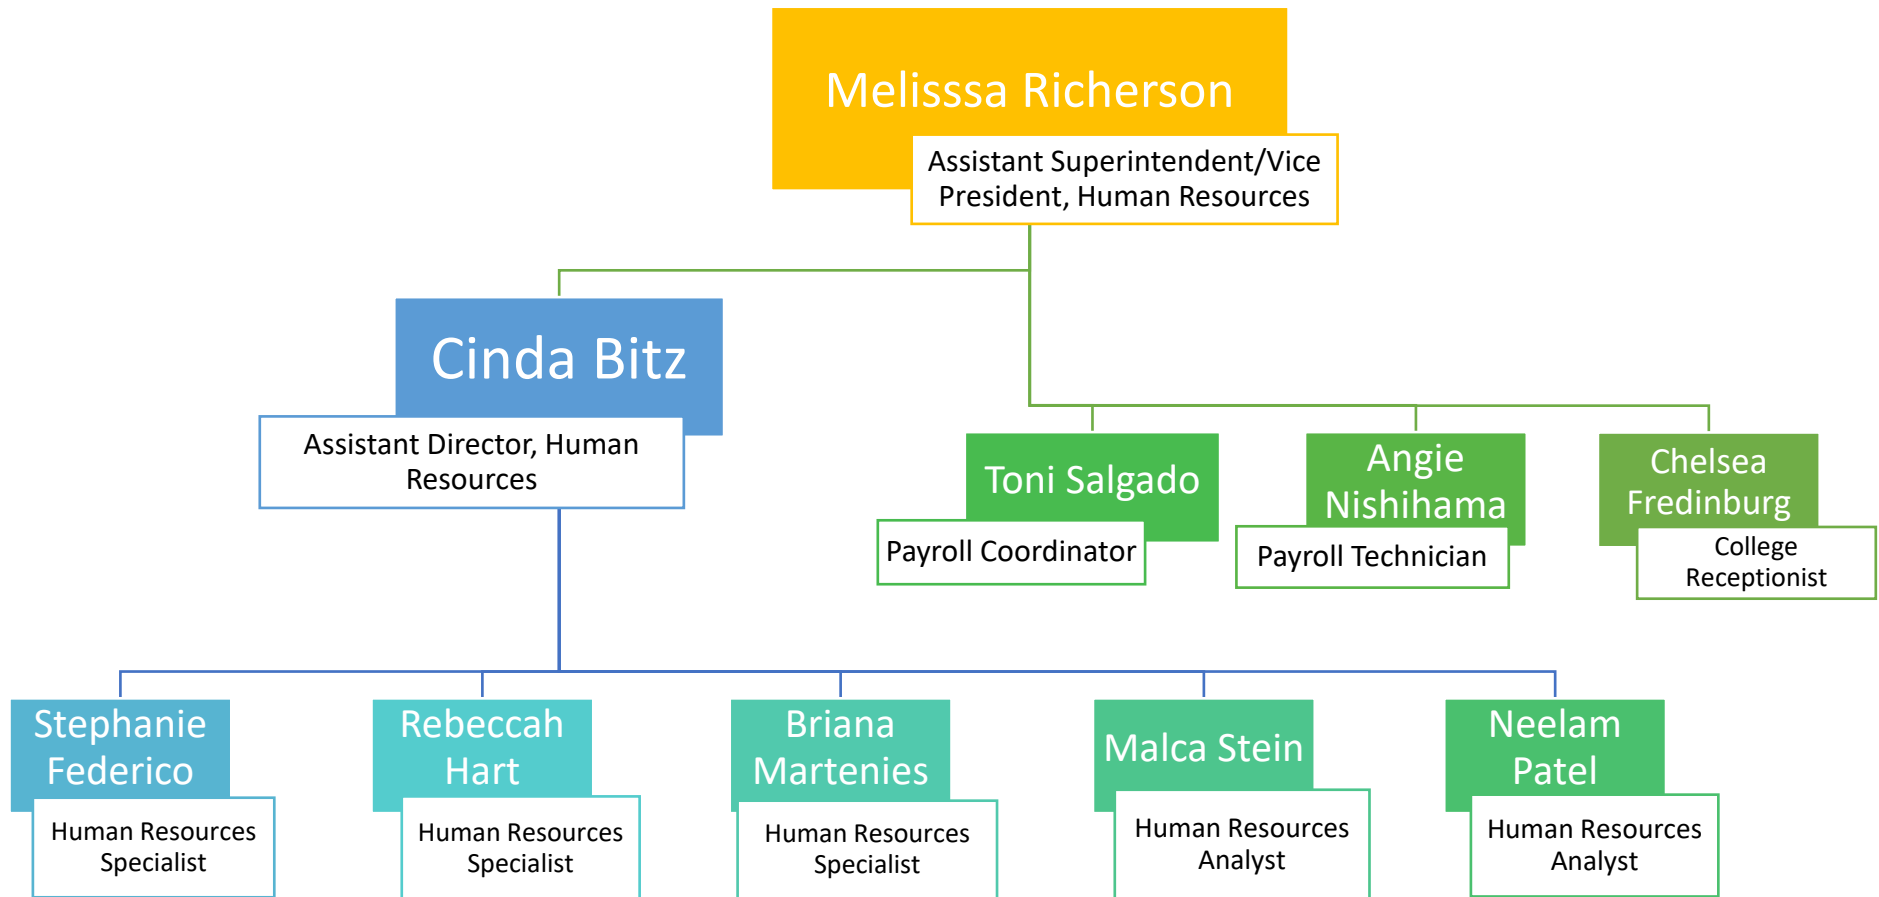 Melisssa Richerson
Assistant Superintendent/Vice
President, Human Resources
Cinda Bitz
Assistant Director, Human
Resources
Toni Salgado
Payroll Coordinator
Angie
Nishihama
Payroll Technician
Chelsea
Fredinburg
College
Receptionist
Stephanie
Federico
Human Resources
Specialist
Rebeccah
Hart
Human Resources
Specialist
Briana
Martenies
Human Resources
Specialist
Malca Stein
Human Resources
Analyst
Neelam
Patel
Human Resources
Analyst